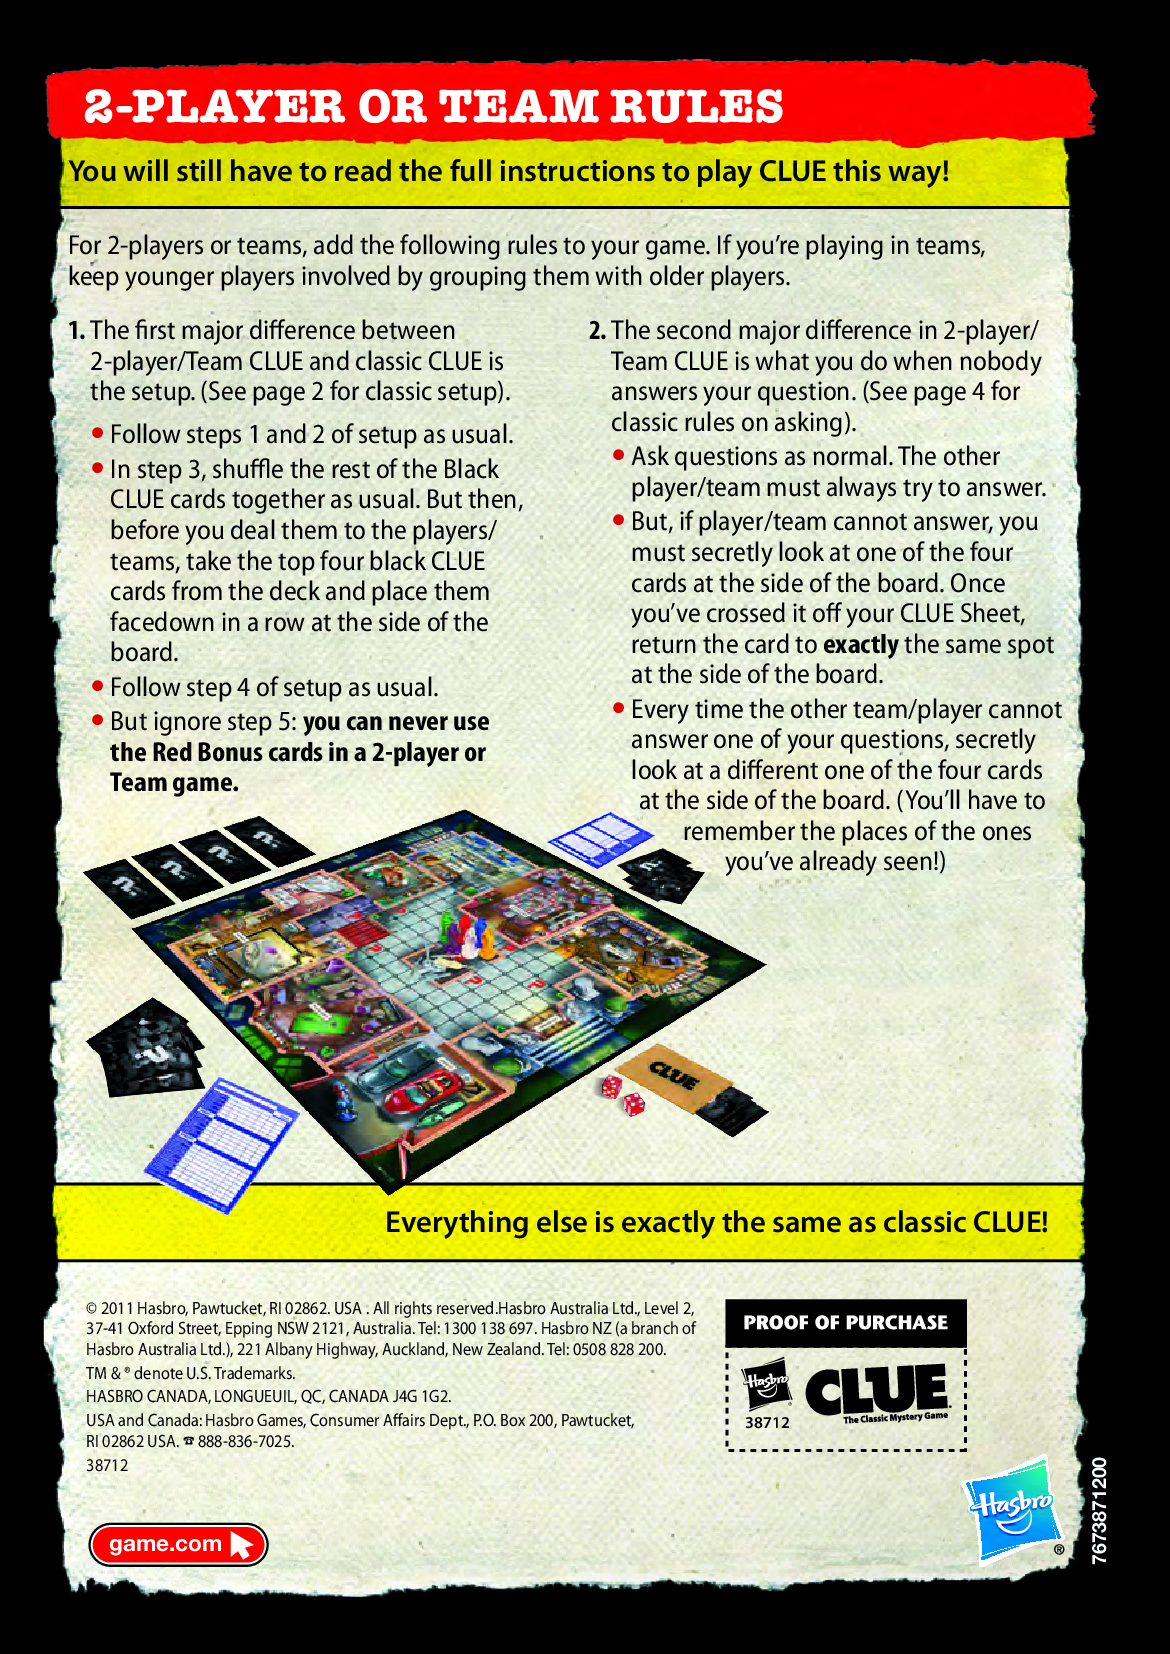 2-PLAYER OR TEAM RULES
You will still have to read the full instructions to play CLUE this way!
For 2-players or teams, add the following rules to your game. If you're playing in teams,
keep younger players involved by grouping them with older players.
1. The first major difference between
2-player/Team CLUE and classic CLUE is
the setup. (See page 2 for classic setup).
• Follow steps 1 and 2 of setup as usual.
• In step 3, shuffle the rest of the Black
CLUE cards together as usual. But then,
before you deal them to the players/
teams, take the top four black CLUE
cards from the deck and place them
facedown in a row at the side of the
board.
• Follow step 4 of setup as usual.
• But ignore step 5: you can never use
the Red Bonus cards in a 2-player or
Team game.
2. The second major difference in 2-player/
Team CLUE is what you do when nobody
answers your question. (See page 4 for
classic rules on asking).
• Ask questions as normal. The other
player/team must always try to answer.
• But, if player/team cannot answer, you
must secretly look at one of the four
cards at the side of the board. Once
you've crossed it off your CLUE Sheet,
return the card to exactly the same spot
at the side of the board.
• Every time the other team/player cannot
answer one of your questions, secretly
look at a different one of the four cards
at the side of the board. (You'll have to
remember the places of the ones
you've already seen!)
? ? ? ?
?
CLUE
Everything else is exactly the same as classic CLUE!
© 2011 Hasbro, Pawtucket, RI 02862. USA . All rights reserved.Hasbro Australia Ltd., Level 2,
37-41 Oxford Street, Epping NSW 2121, Australia. Tel: 1300 138 697. Hasbro NZ (a branch of
Hasbro Australia Ltd.), 221 Albany Highway, Auckland, New Zealand. Tel: 0508 828 200.
TM & ® denote U.S. Trademarks.
HASBRO CANADA, LONGUEUIL, QC, CANADA J4G 1G2.
USA and Canada: Hasbro Games, Consumer Affairs Dept., P.O. Box 200, Pawtucket,
RI 02862 USA. ☎ 888-836-7025.
38712
PROOF OF PURCHASE
Hasbro
38712
CLUE
The Classic Mystery Game
game.com
Hasbro
®
7673871200